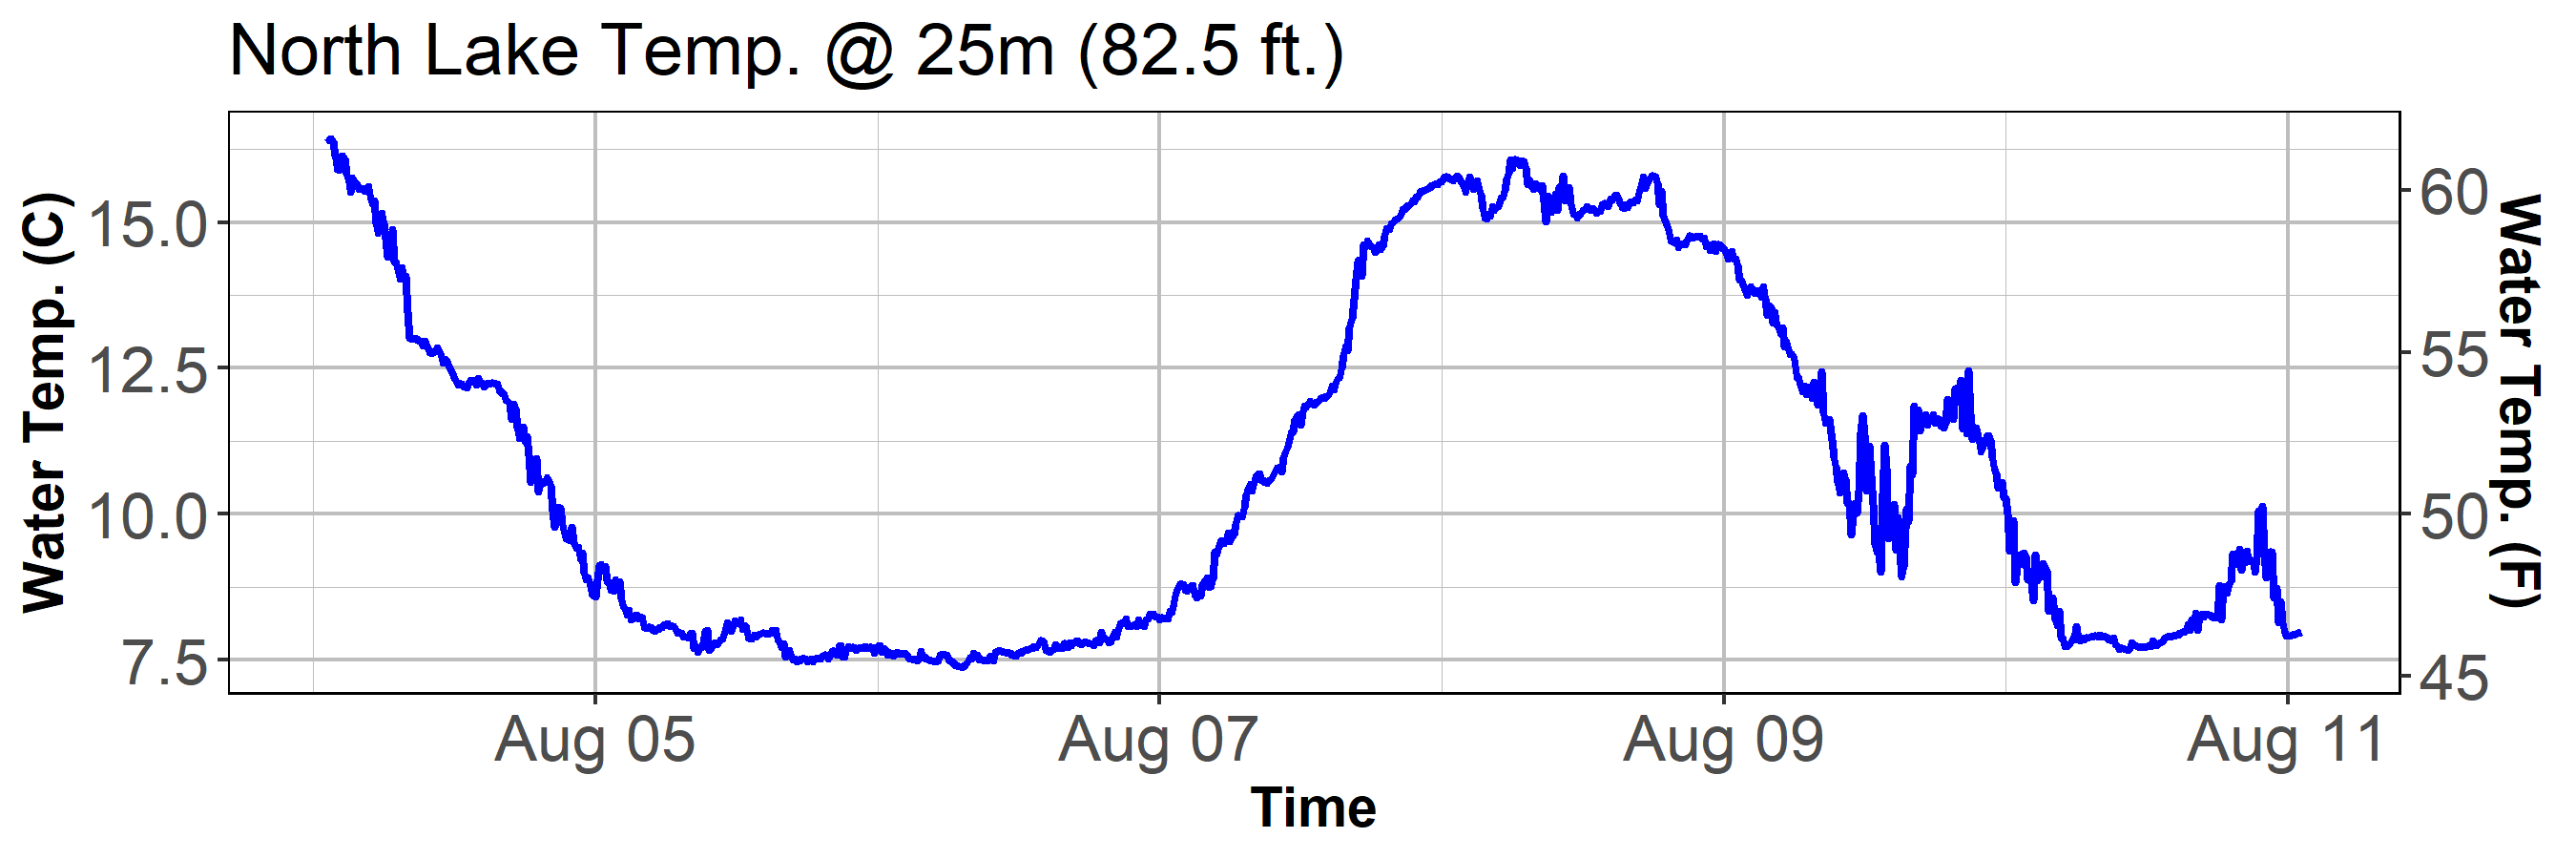 North Lake Temp. @ 25m (82.5 ft.)
Water Temp. (C)
15.0
12.5
10.0
7.5
60
55
50
45
Water Temp. (F)
Aug 05 Aug 07 Aug 09 Aug 11
Time